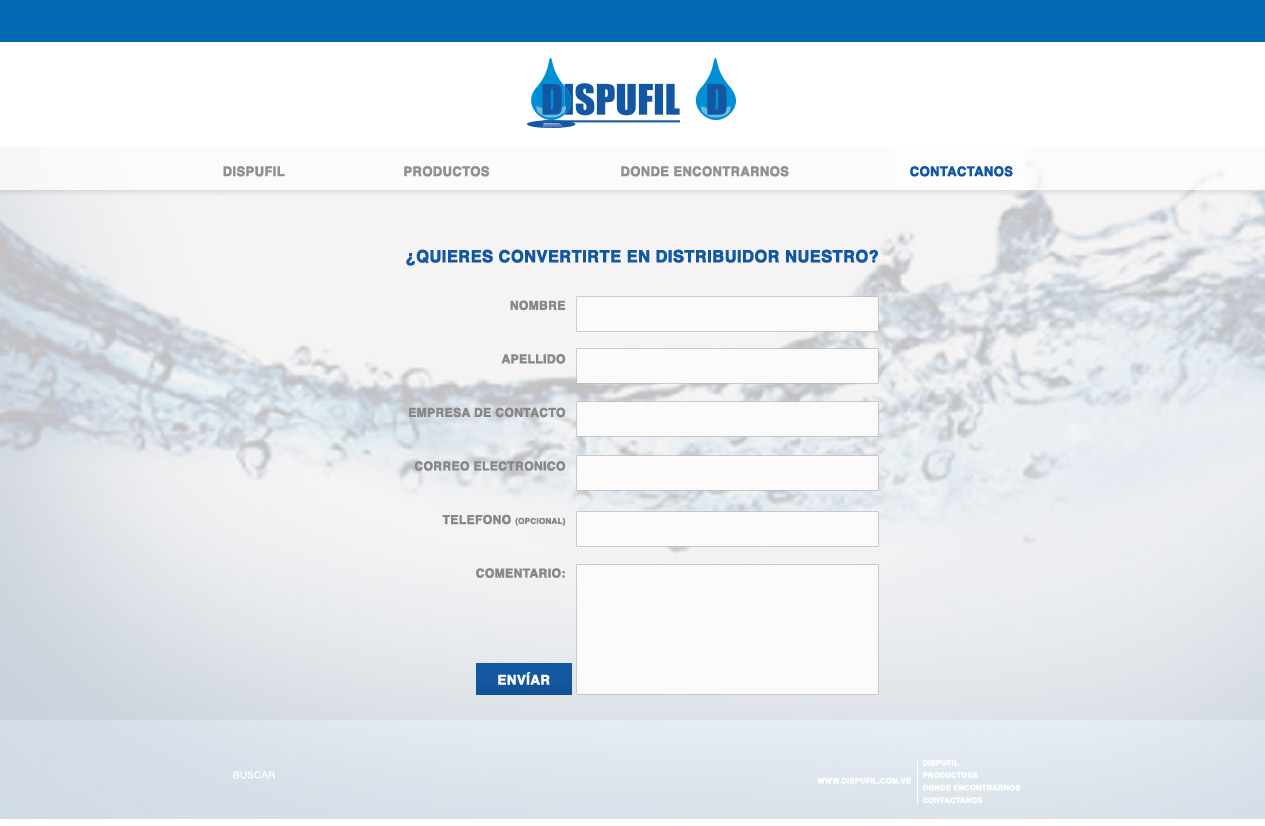 DISPUFIL D
DISPUFIL PRODUCTOS DONDE ENCONTRARNOS CONTACTANOS
¿QUIERES CONVERTIRTE EN DISTRIBUIDOR NUESTRO?
NOMBRE
APELLIDO
EMPRESA DE CONTACTO
CORREO ELECTRONICO
TELEFONO (OPCIONAL)
COMENTARIO:
ENVÍAR
BUSCAR
WWW.DISPUFIL.COM.VE
DISPUFIL
PRODUCTOES
DONDE ENCONTRARNOS
CONTACTANOS